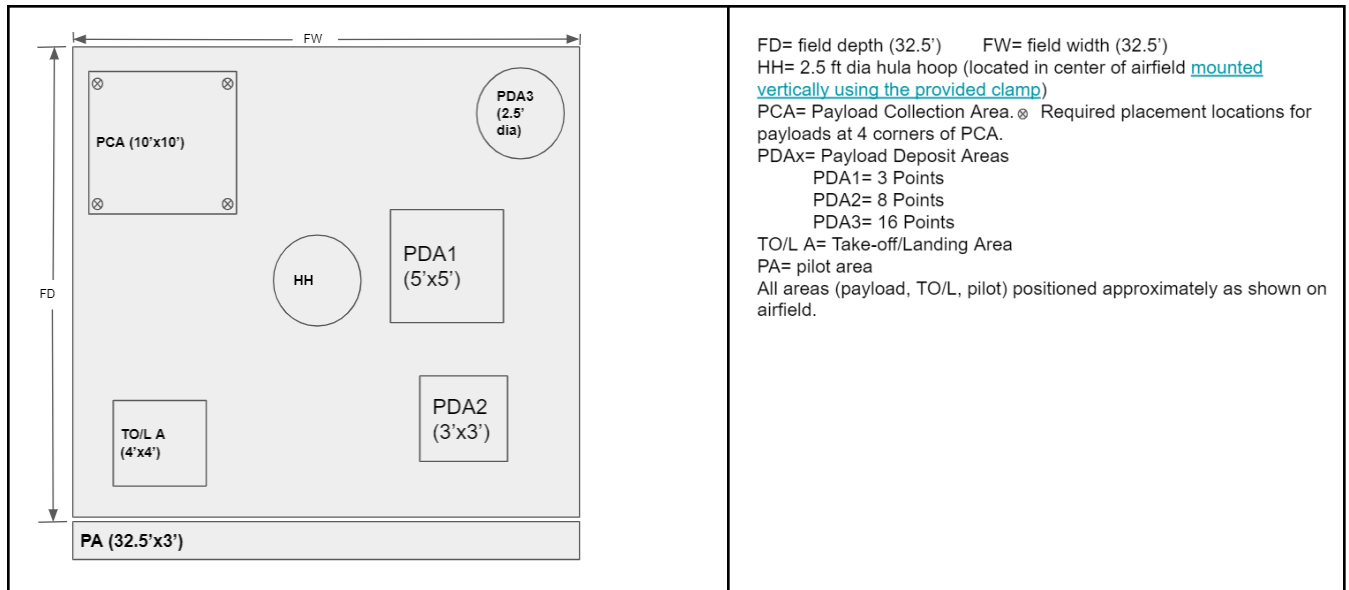 FW
FD
PCA (10'x10')
PDA3
(2.5'
dia)
PDA1
(5'x5')
HH
PDA2
(3'x3')
TO/L A
(4'x4')
PA (32.5'x3')
FD= field depth (32.5') FW= field width (32.5')
HH= 2.5 ft dia hula hoop (located in center of airfield mounted
vertically using the provided clamp)
PCA= Payload Collection Area. ⊗ Required placement locations for
payloads at 4 corners of PCA.
PDAx= Payload Deposit Areas
PDA1= 3 Points
PDA2= 8 Points
PDA3= 16 Points
TO/L A= Take-off/Landing Area
PA= pilot area
All areas (payload, TO/L, pilot) positioned approximately as shown on
airfield.